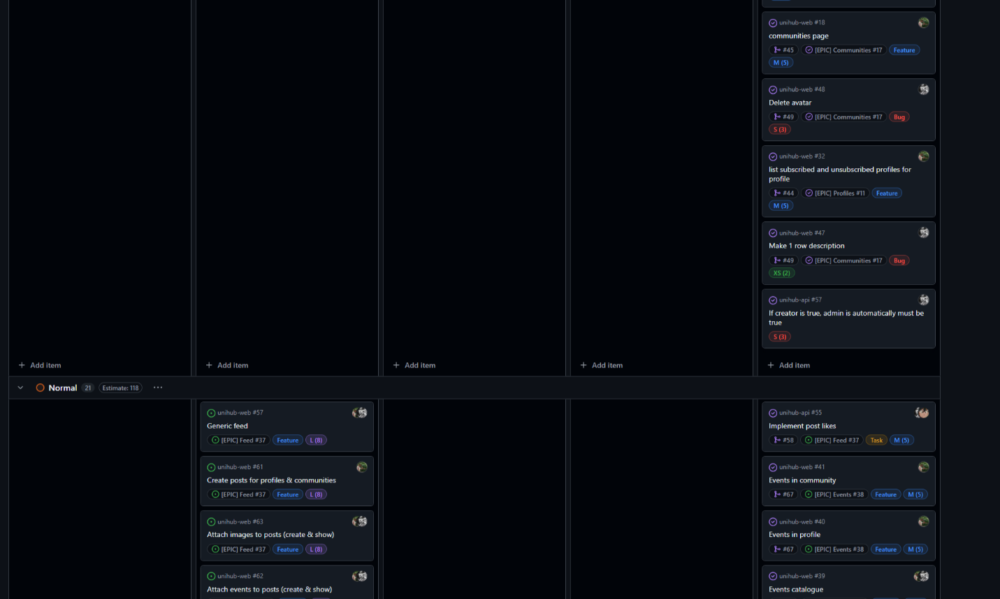 unihub-web #18
communities page
#45 [EPIC] Communities #17 Feature
M (5)
unihub-web #48
Delete avatar
#49 [EPIC] Communities #17 Bug
S (3)
unihub-web #32
list subscribed and unsubscribed profiles for
profile
#44 [EPIC] Profiles #11 Feature
M (5)
unihub-web #47
Make 1 row description
#49 [EPIC] Communities #17 Bug
XS (2)
unihub-api #57
If creator is true, admin is automatically must be
true
S (3)
+ Add item + Add item + Add item + Add item + Add item
Normal 21 Estimate: 118 ...
unihub-web #57
Generic feed
[EPIC] Feed #37 Feature L (8)
unihub-web #61
Create posts for profiles & communities
[EPIC] Feed #37 Feature L (8)
unihub-web #63
Attach images to posts (create & show)
[EPIC] Feed #37 Feature L (8)
unihub-web #62
Attach events to posts (create & show)
unihub-api #55
Implement post likes
#58 [EPIC] Feed #37 Task M (5)
unihub-web #41
Events in community
#67 [EPIC] Events #38 Feature M (5)
unihub-web #40
Events in profile
#67 [EPIC] Events #38 Feature M (5)
unihub-web #39
Events catalogue